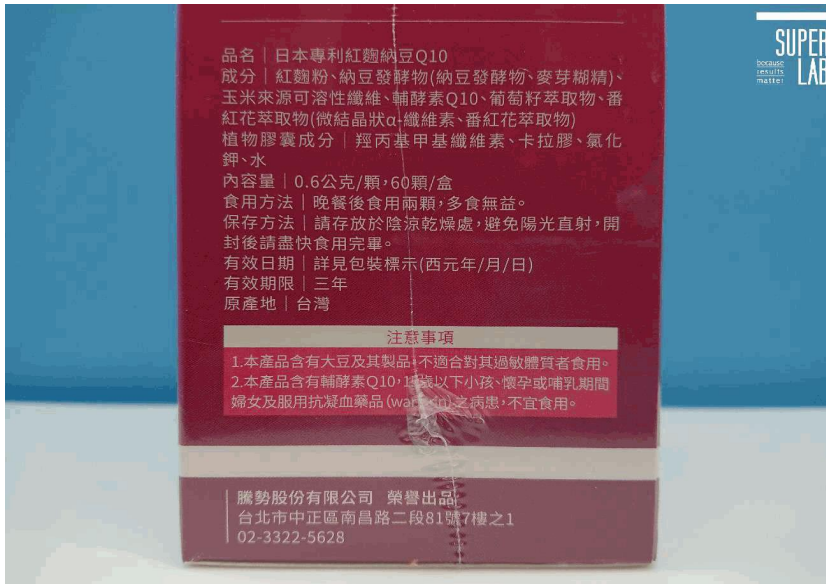 SUPER LAB
because
results
matter
品名｜日本專利紅麴納豆Q10
成分｜紅麴粉、納豆發酵物(納豆發酵物、麥芽糊精)、
玉米來源可溶性纖維、輔酵素Q10、葡萄籽萃取物、番
紅花萃取物(微結晶狀α-纖維素、番紅花萃取物)
植物膠囊成分｜羥丙基甲基纖維素、卡拉膠、氯化
鉀、水
內容量｜0.6公克/顆，60顆/盒
食用方法｜晚餐後食用兩顆，多食無益。
保存方法｜請存放於陰涼乾燥處，避免陽光直射，開
封後請盡快食用完畢。
有效日期｜詳見包裝標示(西元年/月/日)
有效期限｜三年
原產地｜台灣
注意事項
1.本產品含有大豆及其製品，不適合對其過敏體質者食用。
2.本產品含有輔酵素Q10，歲以下小孩、懷孕或哺乳期間
婦女及服用抗凝血藥品之病患，不宜食用。
騰勢股份有限公司 榮譽出品
台北市中正區南昌路二段81號7樓之1
02-3322-5628